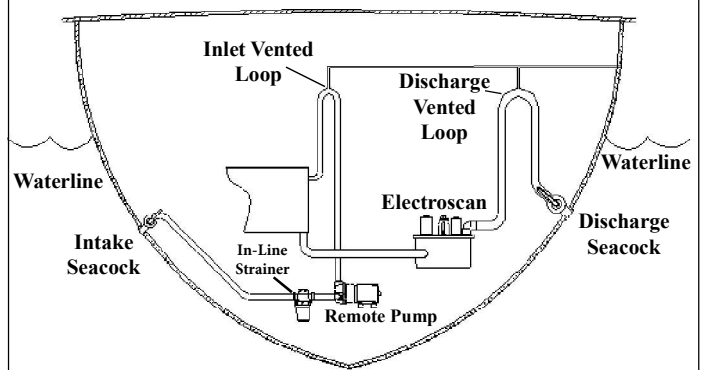 Inlet Vented
Loop
Discharge
Vented
Loop
Waterline
Waterline
Electroscan
Discharge
Seacock
Intake
Seacock
In-Line
Strainer
Remote Pump